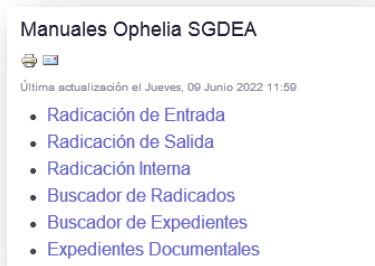 Manuales Ophelia SGDEA
Última actualización el Jueves, 09 Junio 2022 11:59
Radicación de Entrada
Radicación de Salida
Radicación Interna
Buscador de Radicados
Buscador de Expedientes
Expedientes Documentales